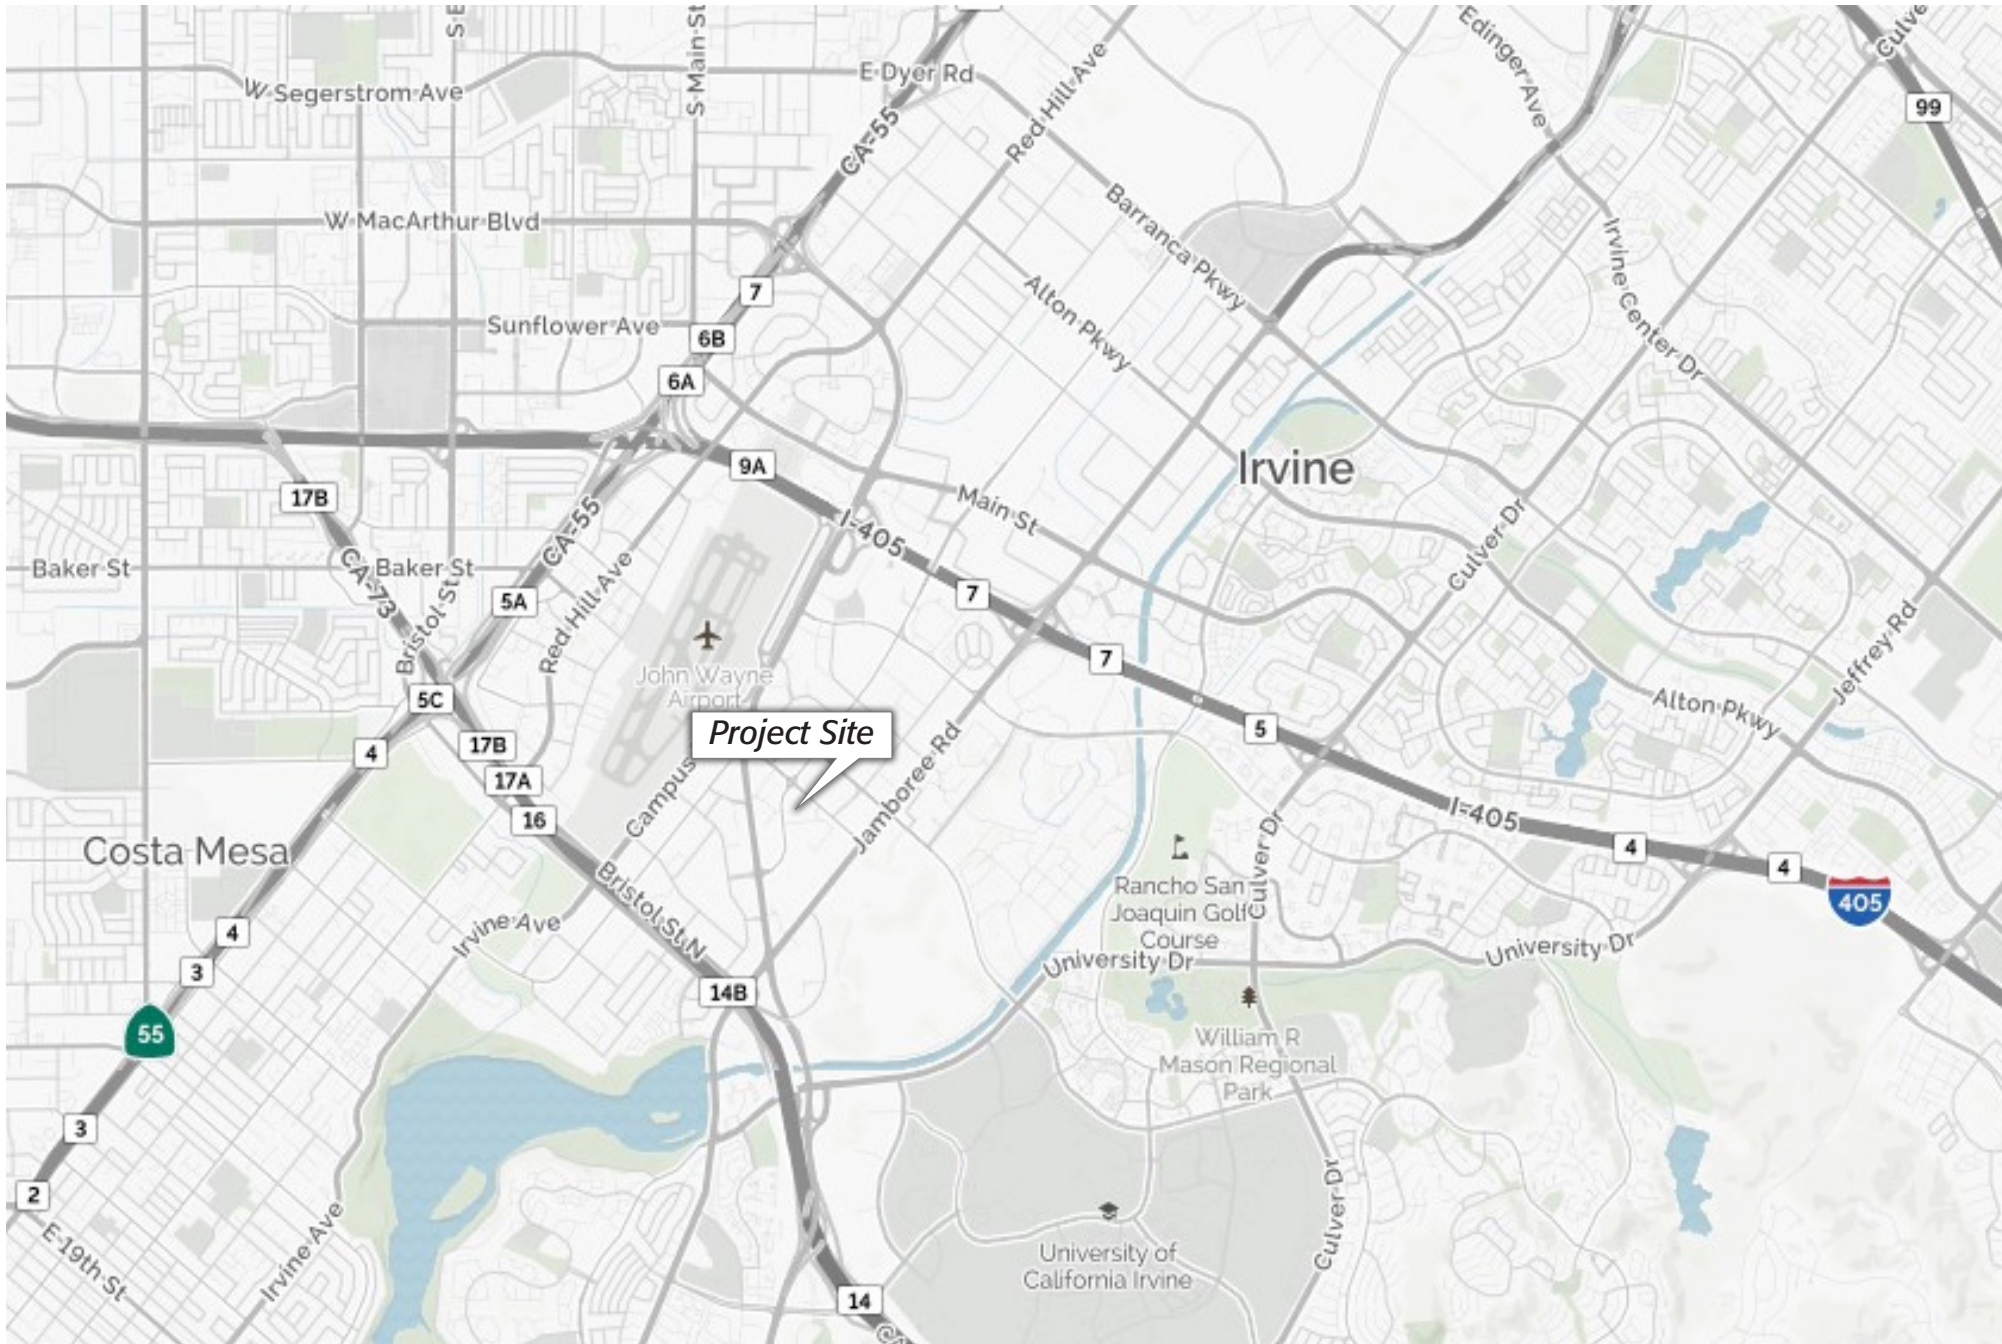 S Main St
E Dyer Rd
Red Hill Ave
Edinger Ave
W Segerstrom Ave
CA-55
99
W MacArthur Blvd
Barranca Pkwy
Irvine Center Dr
7
Alton Pkwy
Sunflower Ave
6B
6A
9A
Irvine
17B
Main St
CA-55
I-405
Culver Dr
Baker St
CA-73
Baker St
Bristol St
5A
Red Hill Ave
7
7
John Wayne
Airport
Jeffrey Rd
5C
Alton Pkwy
Project Site
5
4
17B
17A
Campus
Jamboree Rd
16
I-405
4
4
405
Costa Mesa
Bristol St N
Culver Dr
Rancho San
Joaquin Golf
Course
Irvine Ave
4
3
University Dr
University Dr
14B
55
William R
Mason Regional
Park
3
2
E 19th St
Irvine Ave
Culver Dr
University of
California Irvine
14